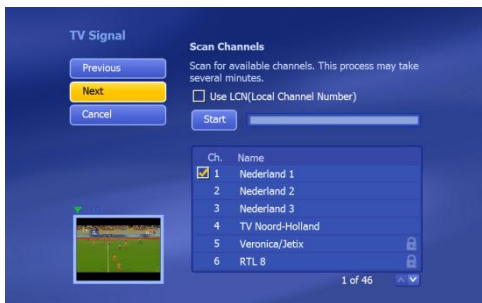 TV Signal
Previous
Next
Cancel
Scan Channels
Scan for available channels. This process may take
several minutes.
Use LCN(Local Channel Number)
Start
Ch. Name
1 Nederland 1
2 Nederland 2
3 Nederland 3
4 TV Noord-Holland
5 Veronica/Jetix
6 RTL 8
1 of 46